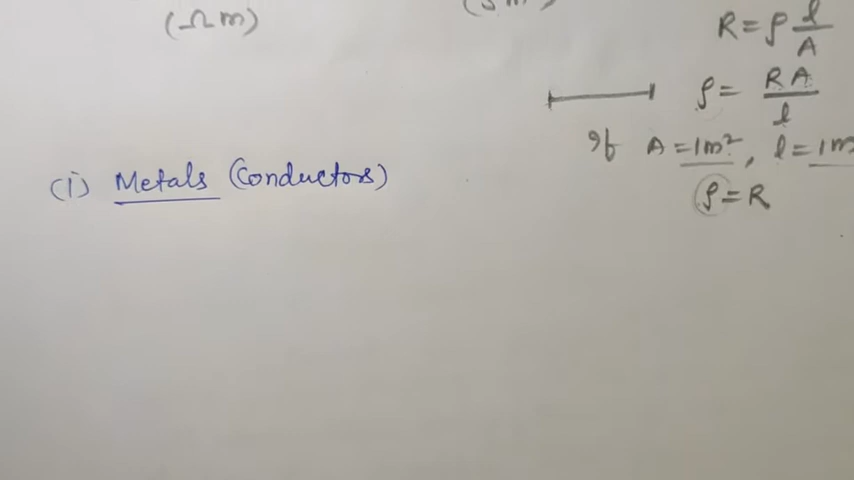 (Ωm)
R = ρ l/A
ρ = RA/l
If A = 1m², l = 1m
(i) Metals (Conductors)
ρ = R